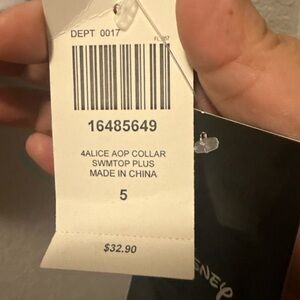 DEPT 0017
16485649
4ALICE AOP COLLAR
SWMTOP PLUS
MADE IN CHINA
5
$32.90